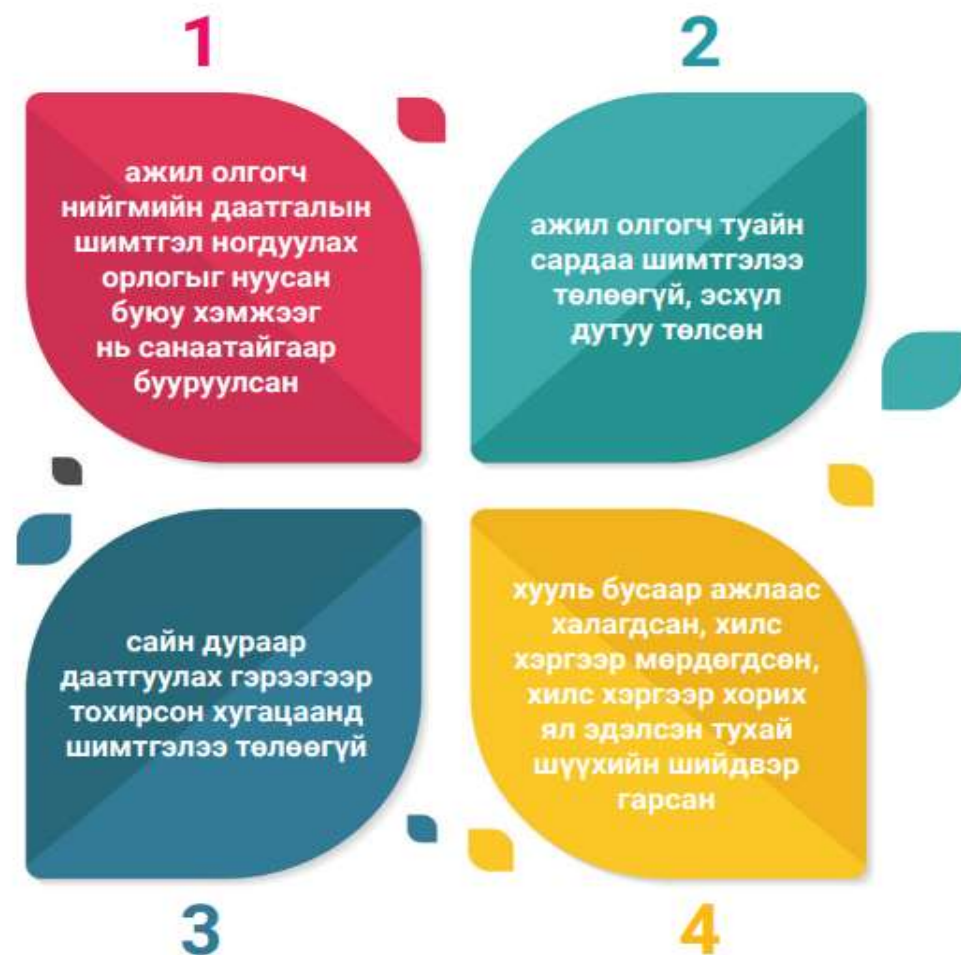 1
ажил олгогч
нийгмийн даатгалын
шимтгэл ногдуулах
орлогыг нуусан
буюу хэмжээг
нь санаатайгаар
бууруулсан
2
ажил олгогч туайн
сардаа шимтгэлээ
төлөөгүй, эсхүл
дутуу төлсөн
сайн дураар
даатгуулах гэрээгээр
тохирсон хугацаанд
шимтгэлээ төлөөгүй
3
хууль бусаар ажлаас
халагдсан, хилс
хэргээр мөрдөгдсөн,
хилс хэргээр хорих
ял эдэлсэн тухай
шүүхийн шийдвэр
гарсан
4